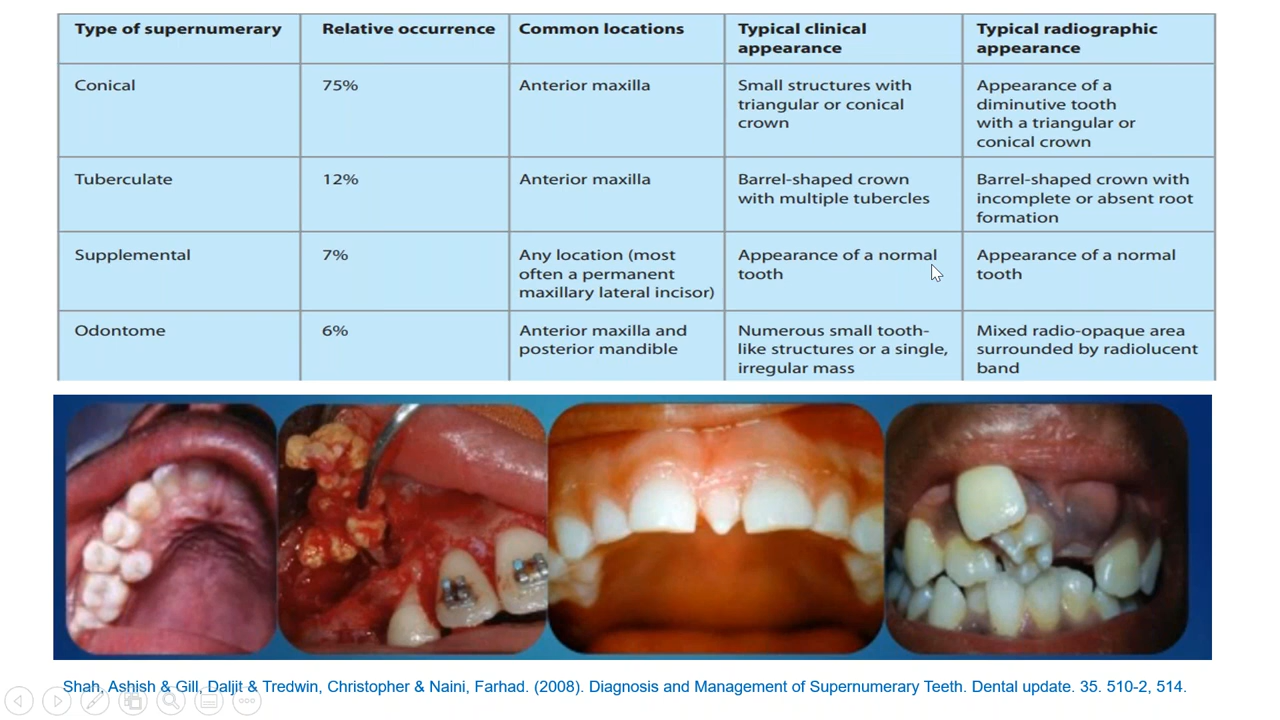 Type of supernumerary
Relative occurrence
Common locations
Typical clinical
appearance
Typical radiographic
appearance
Conical
75%
Anterior maxilla
Small structures with
triangular or conical
crown
Appearance of a
diminutive tooth
with a triangular or
conical crown
Tuberculate
12%
Anterior maxilla
Barrel-shaped crown
with multiple tubercles
Barrel-shaped crown with
incomplete or absent root
formation
Supplemental
7%
Any location (most
often a permanent
maxillary lateral incisor)
Appearance of a normal
tooth
Appearance of a normal
tooth
Odontome
6%
Anterior maxilla and
posterior mandible
Numerous small tooth-
like structures or a single,
irregular mass
Mixed radio-opaque area
surrounded by radiolucent
band
Shah, Ashish & Gill, Daljit & Tredwin, Christopher & Naini, Farhad. (2008). Diagnosis and Management of Supernumerary Teeth. Dental update. 35. 510-2, 514.